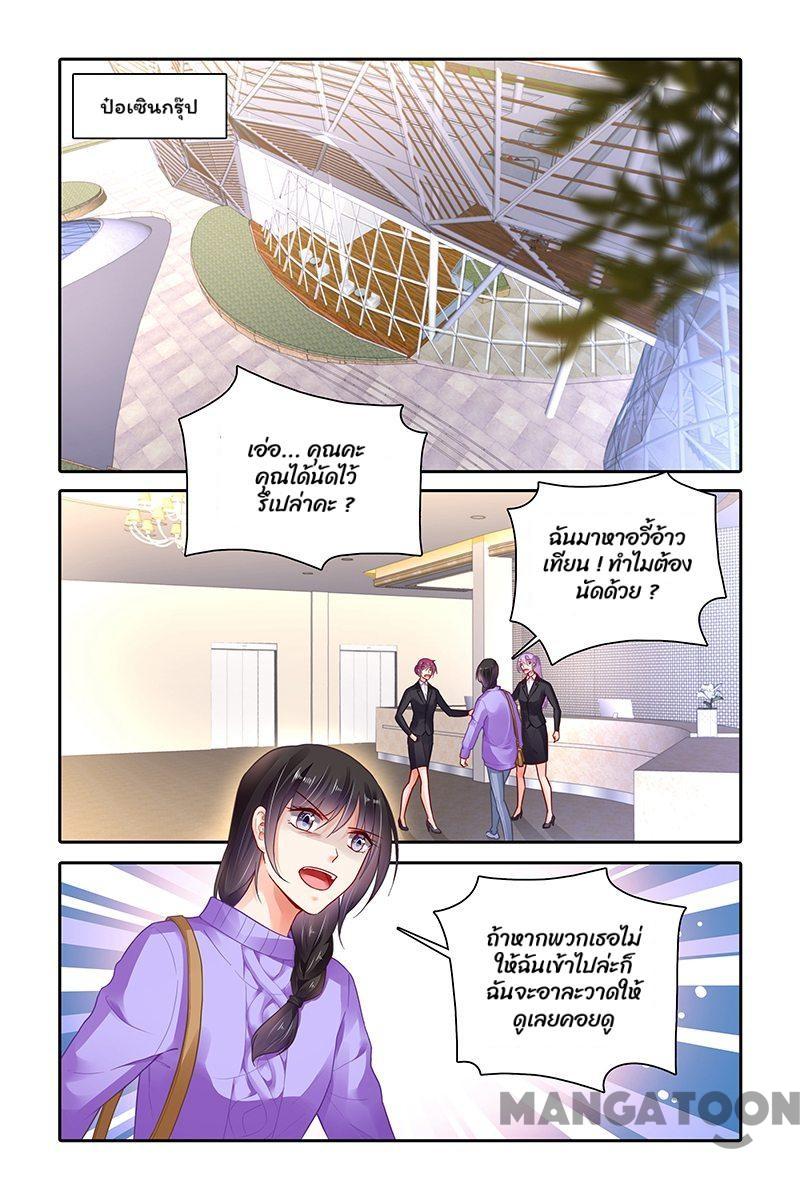 ป๋อเซินกรุ๊ป
เอ่อ... คุณคะ
คุณได้นัดไว้
รึเปล่าคะ ?
ฉันมาหาอวี้อ้าว
เทียน ! ทำไมต้อง
นัดด้วย ?
ถ้าหากพวกเธอไม่
ให้ฉันเข้าไปล่ะก็
ฉันจะอาละวาดให้
ดูเลยคอยดู
MANGATOON